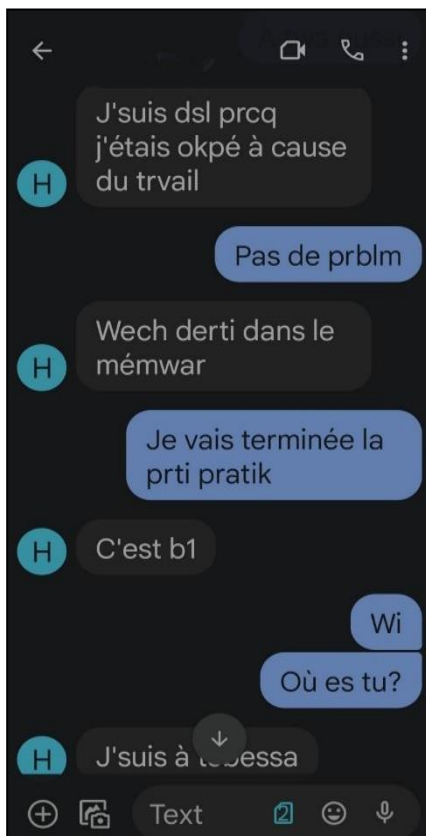 J'suis dsl prcq
j'étais okpé à cause
du trvail
H
Pas de prblm
Wech derti dans le
mémwar
H
Je vais terminée la
prti pratik
H
C'est b1
Wi
Où es tu?
H
J'suis à
Text
2